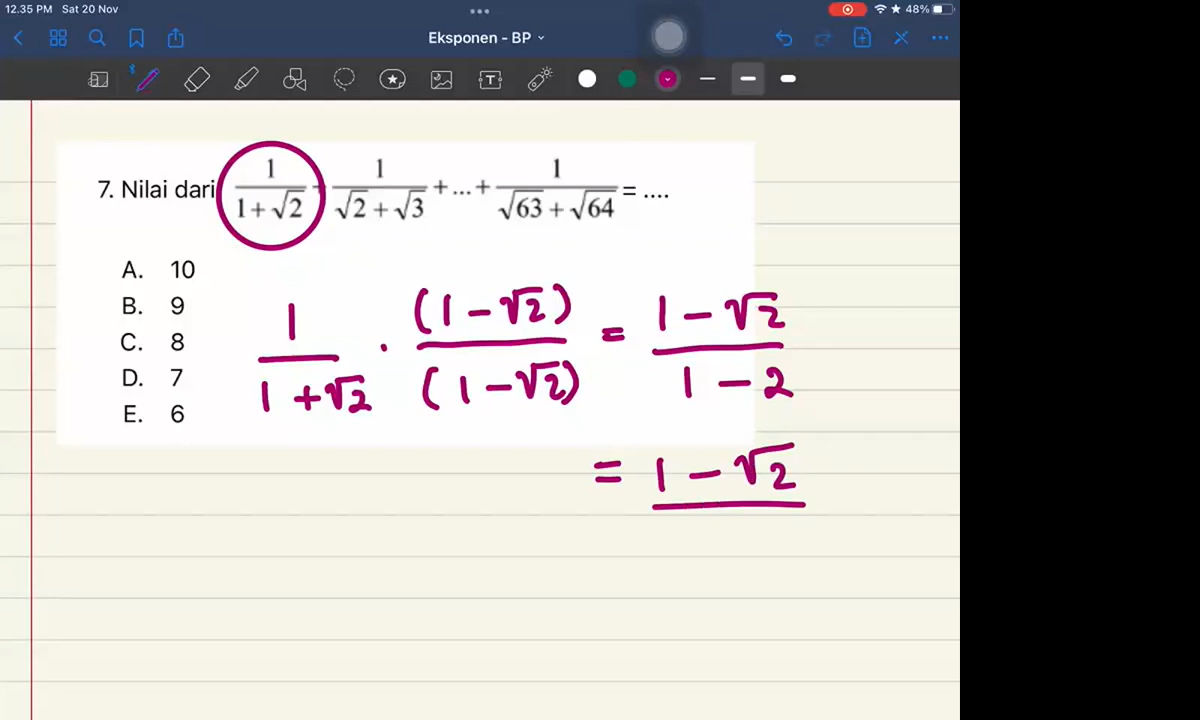 12.35 PM Sat 20 Nov 48%
Eksponen - BP
7. Nilai dari 1/(1+√2) + 1/(√2+√3) +...+ 1/(√63+√64) = ....
A. 10
B. 9
C. 8
D. 7
E. 6
1/(1+√2) · (1-√2)/(1-√2) = (1-√2)/(1-2)
= 1-√2